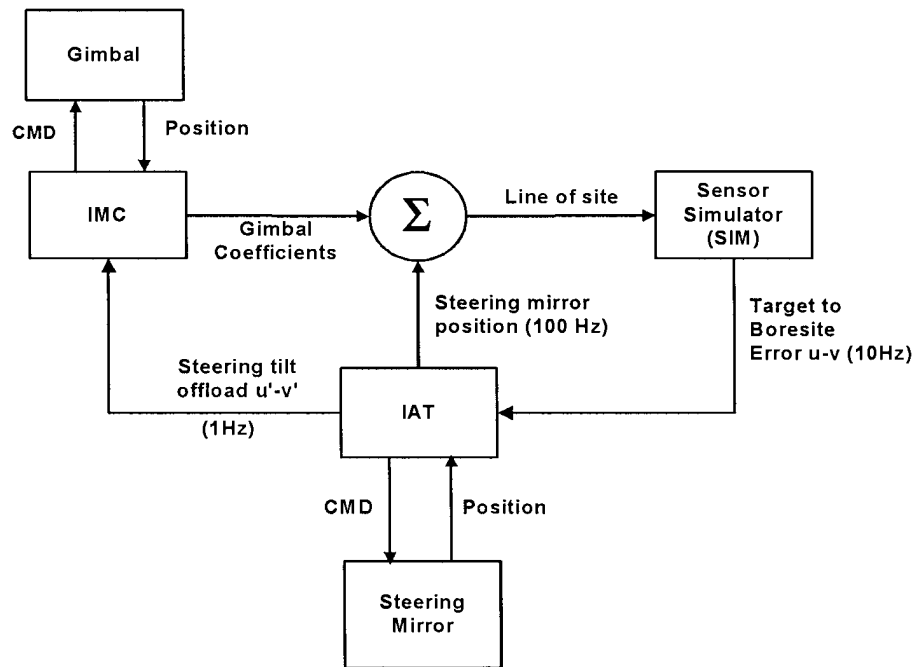 Gimbal
CMD
Position
IMC
Gimbal
Coefficients
Σ
Line of site
Sensor
Simulator
(SIM)
Steering mirror
position (100 Hz)
Target to
Boresite
Error u-v (10Hz)
Steering tilt
offload u'-v'
(1Hz)
IAT
CMD
Position
Steering
Mirror